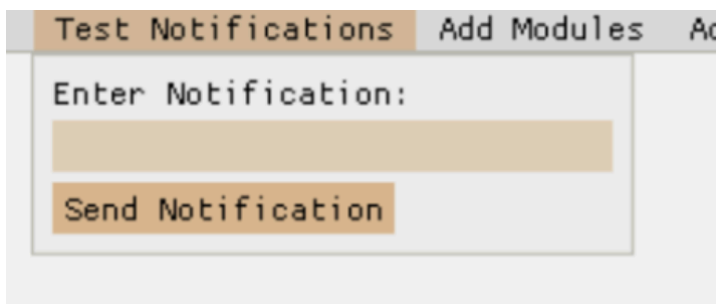 Test Notifications Add Modules
Enter Notification:
Send Notification